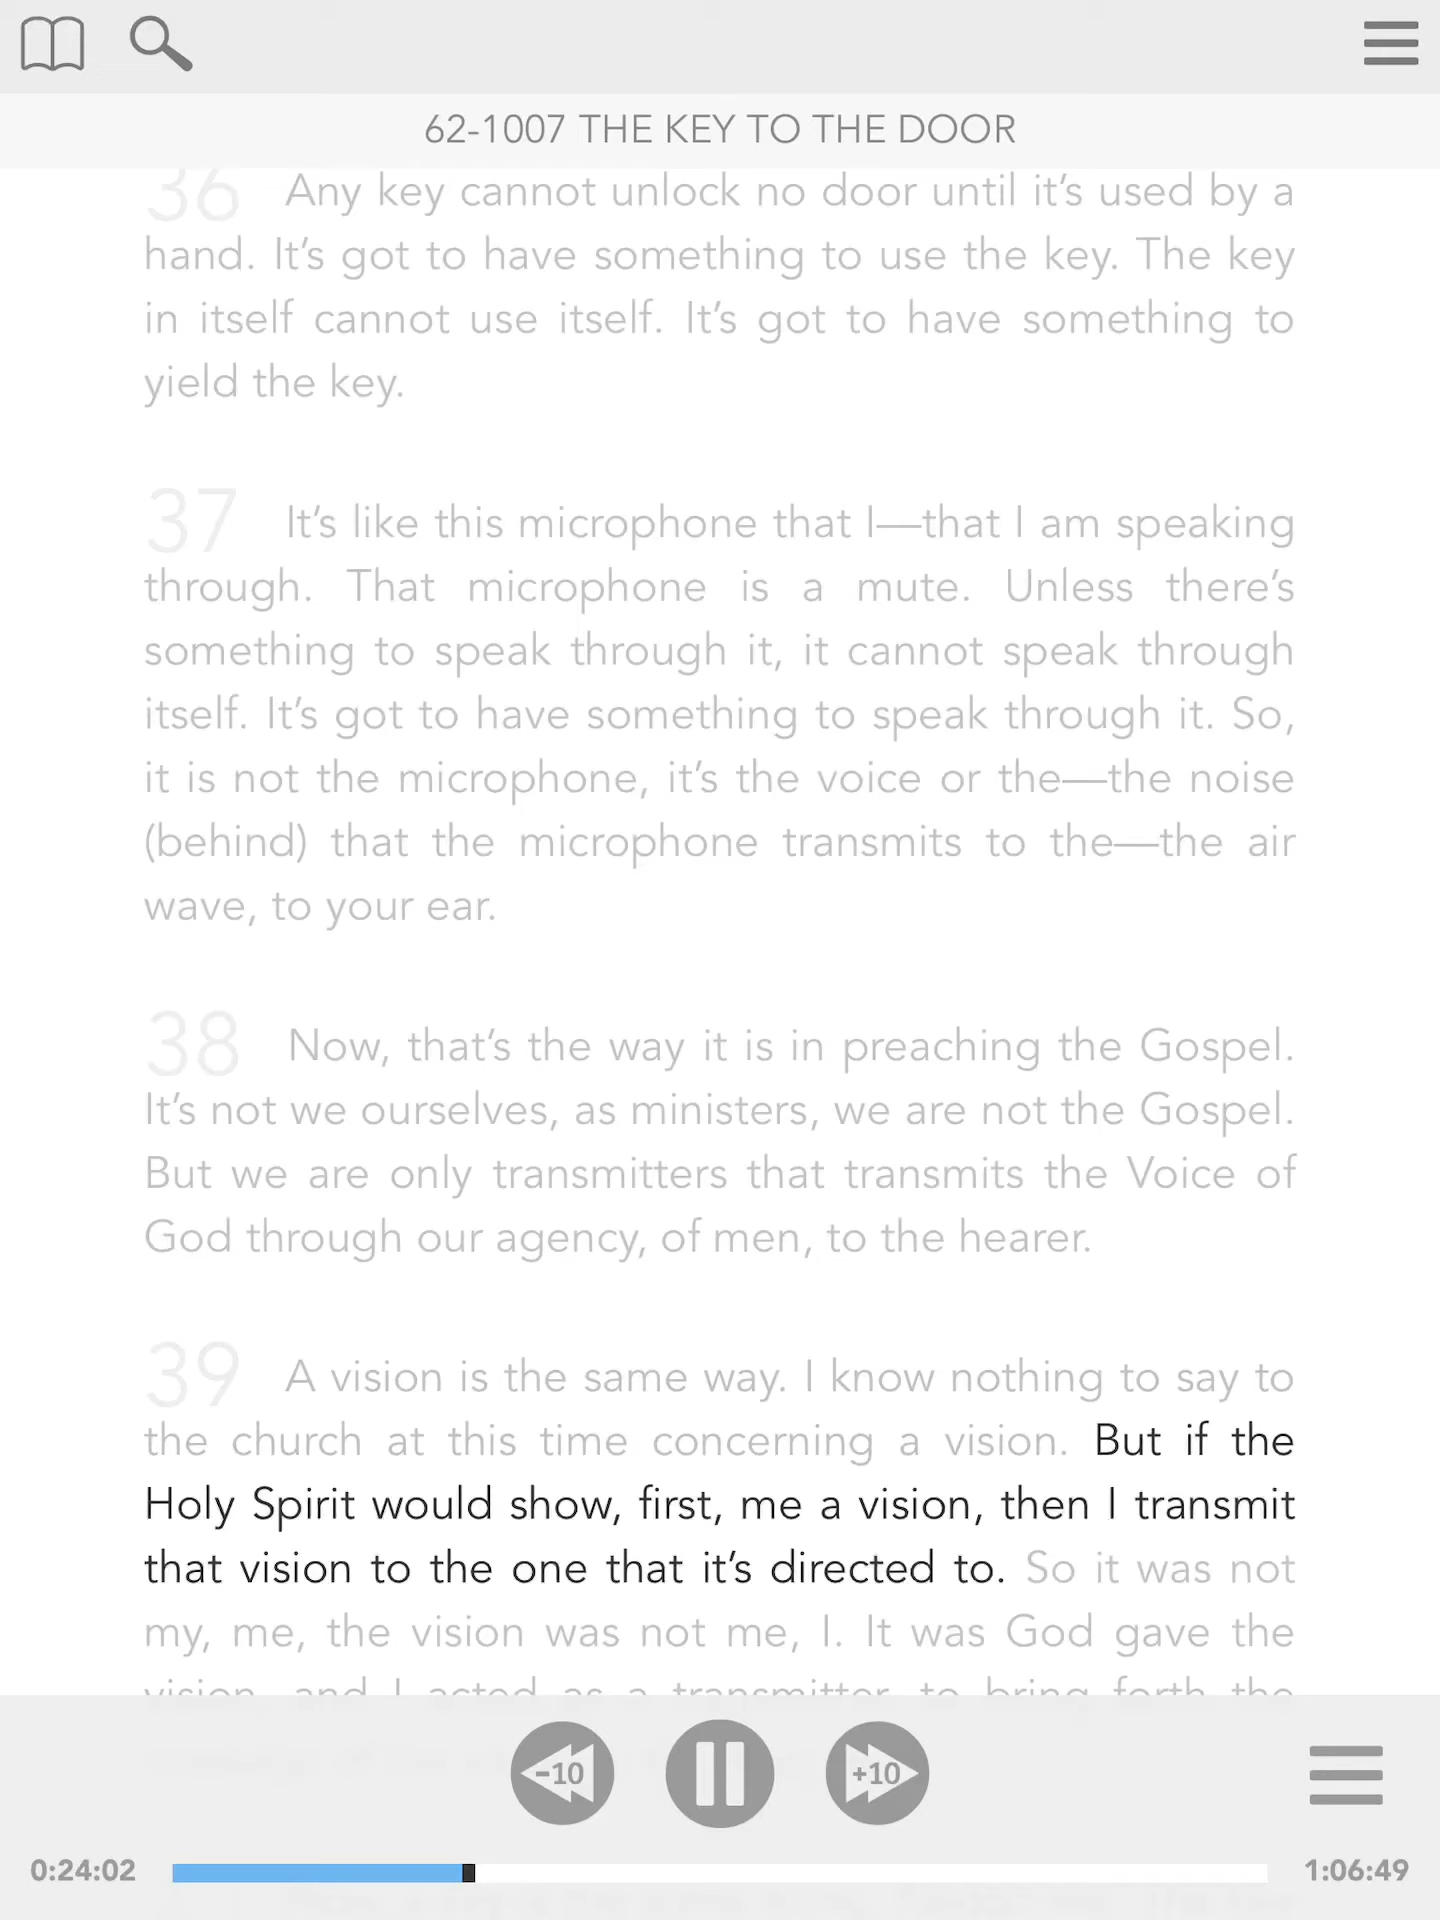 62-1007 THE KEY TO THE DOOR
36 Any key cannot unlock no door until it’s used by a
hand. It’s got to have something to use the key. The key
in itself cannot use itself. It’s got to have something to
yield the key.
37 It’s like this microphone that I—that I am speaking
through. That microphone is a mute. Unless there’s
something to speak through it, it cannot speak through
itself. It’s got to have something to speak through it. So,
it is not the microphone, it’s the voice or the—the noise
(behind) that the microphone transmits to the—the air
wave, to your ear.
38 Now, that’s the way it is in preaching the Gospel.
It’s not we ourselves, as ministers, we are not the Gospel.
But we are only transmitters that transmits the Voice of
God through our agency, of men, to the hearer.
39 A vision is the same way. I know nothing to say to
the church at this time concerning a vision. But if the
Holy Spirit would show, first, me a vision, then I transmit
that vision to the one that it’s directed to. So it was not
my, me, the vision was not me, I. It was God gave the
vision, and I acted as a transmitter, to bring forth the
-10 +10
0:24:02 1:06:49